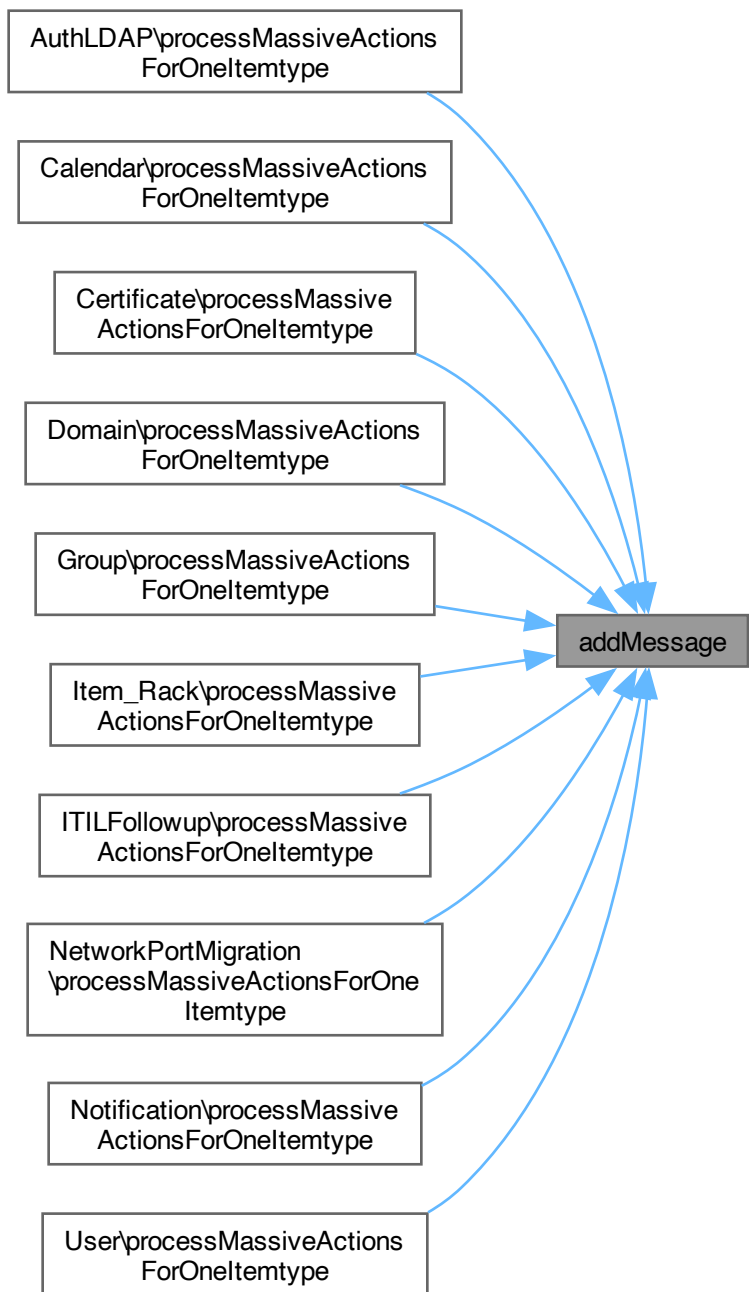 AuthLDAP\processMassiveActions
ForOneItemtype
Calendar\processMassiveActions
ForOneItemtype
Certificate\processMassive
ActionsForOneItemtype
Domain\processMassiveActions
ForOneItemtype
Group\processMassiveActions
ForOneItemtype
addMessage
Item_Rack\processMassive
ActionsForOneItemtype
ITILFollowup\processMassive
ActionsForOneItemtype
NetworkPortMigration
\processMassiveActionsForOne
Itemtype
Notification\processMassive
ActionsForOneItemtype
User\processMassiveActions
ForOneItemtype